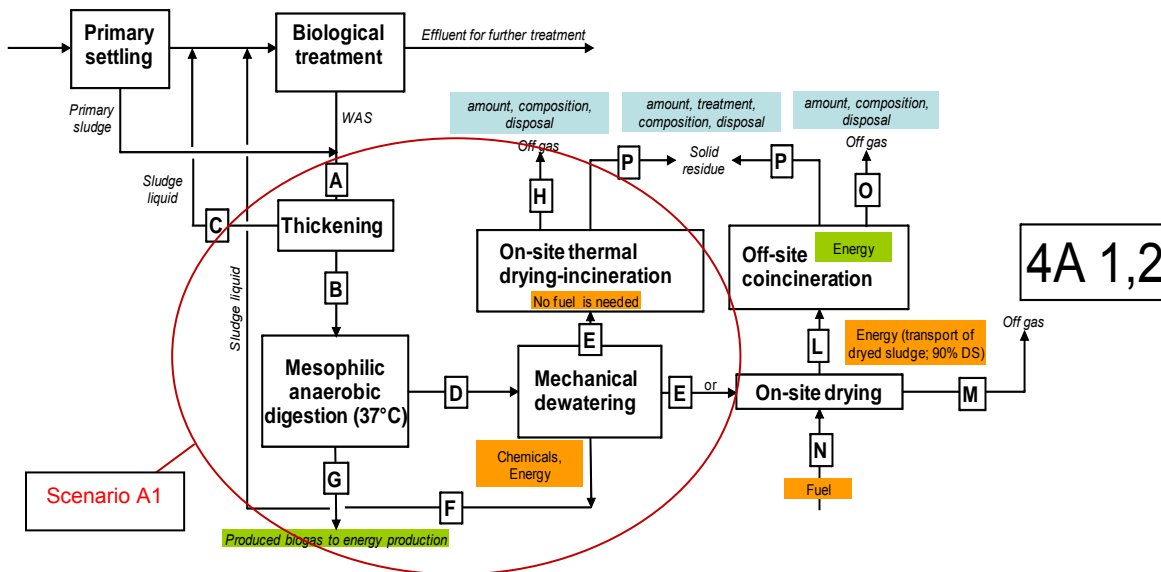 Primary
settling
Biological
treatment
Effluent for further treatment
Primary
sludge
WAS
amount, composition,
disposal
Off gas
amount, treatment,
composition, disposal
Solid
residue
amount, composition,
disposal
Off gas
P
P
A
H
O
Sludge
liquid
C
Thickening
On-site thermal
drying-incineration
No fuel is needed
Off-site
coincineration
Energy
4A 1,2
B
Sludge liquid
E
L
Energy (transport of
dryed sludge; 90% DS)
Off gas
Mesophilic
anaerobic
digestion (37°C)
D
Mechanical
dewatering
E
or
On-site drying
M
Chemicals,
Energy
N
G
Scenario A1
Fuel
F
Produced biogas to energy production